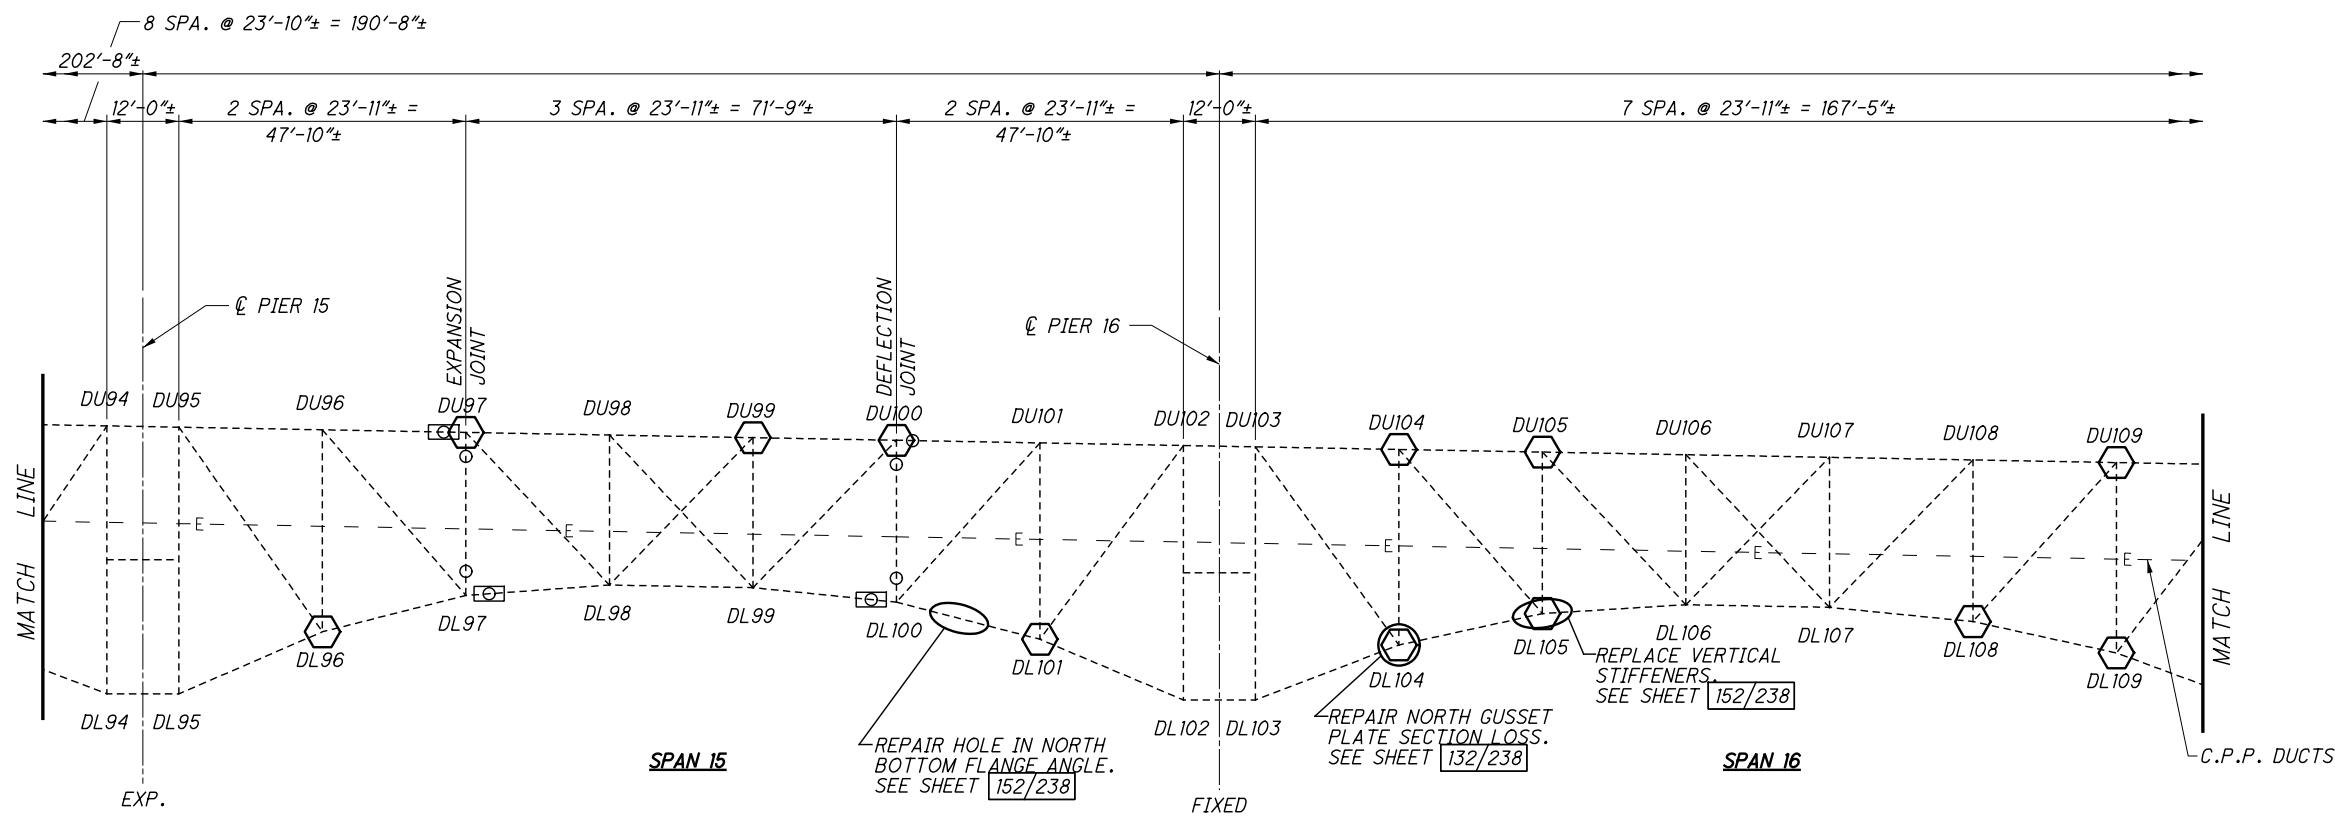 8 SPA. @ 23'-10"± = 190'-8"±
202'-8"±
12'-0"±
2 SPA. @ 23'-11"± =
47'-10"±
3 SPA. @ 23'-11"± = 71'-9"±
2 SPA. @ 23'-11"± =
47'-10"±
12'-0"±
7 SPA. @ 23'-11"± = 167'-5"±
℄ PIER 15
EXPANSION
JOINT
DEFLECTION
JOINT
℄ PIER 16
DU94
DU95
DU96
DU97
DU98
DU99
DU100
DU101
DU102
DU103
DU104
DU105
DU106
DU107
DU108
DU109
MATCH LINE
E
E
E
E
E
E
MATCH LINE
DL94
DL95
DL96
DL97
DL98
DL99
DL100
DL101
DL102
DL103
DL104
DL105
DL106
DL107
DL108
DL109
REPLACE VERTICAL
STIFFENERS.
SEE SHEET 152/238
REPAIR NORTH GUSSET
PLATE SECTION LOSS.
SEE SHEET 132/238
REPAIR HOLE IN NORTH
BOTTOM FLANGE ANGLE.
SEE SHEET 152/238
SPAN 15
SPAN 16
C.P.P. DUCTS
EXP.
FIXED